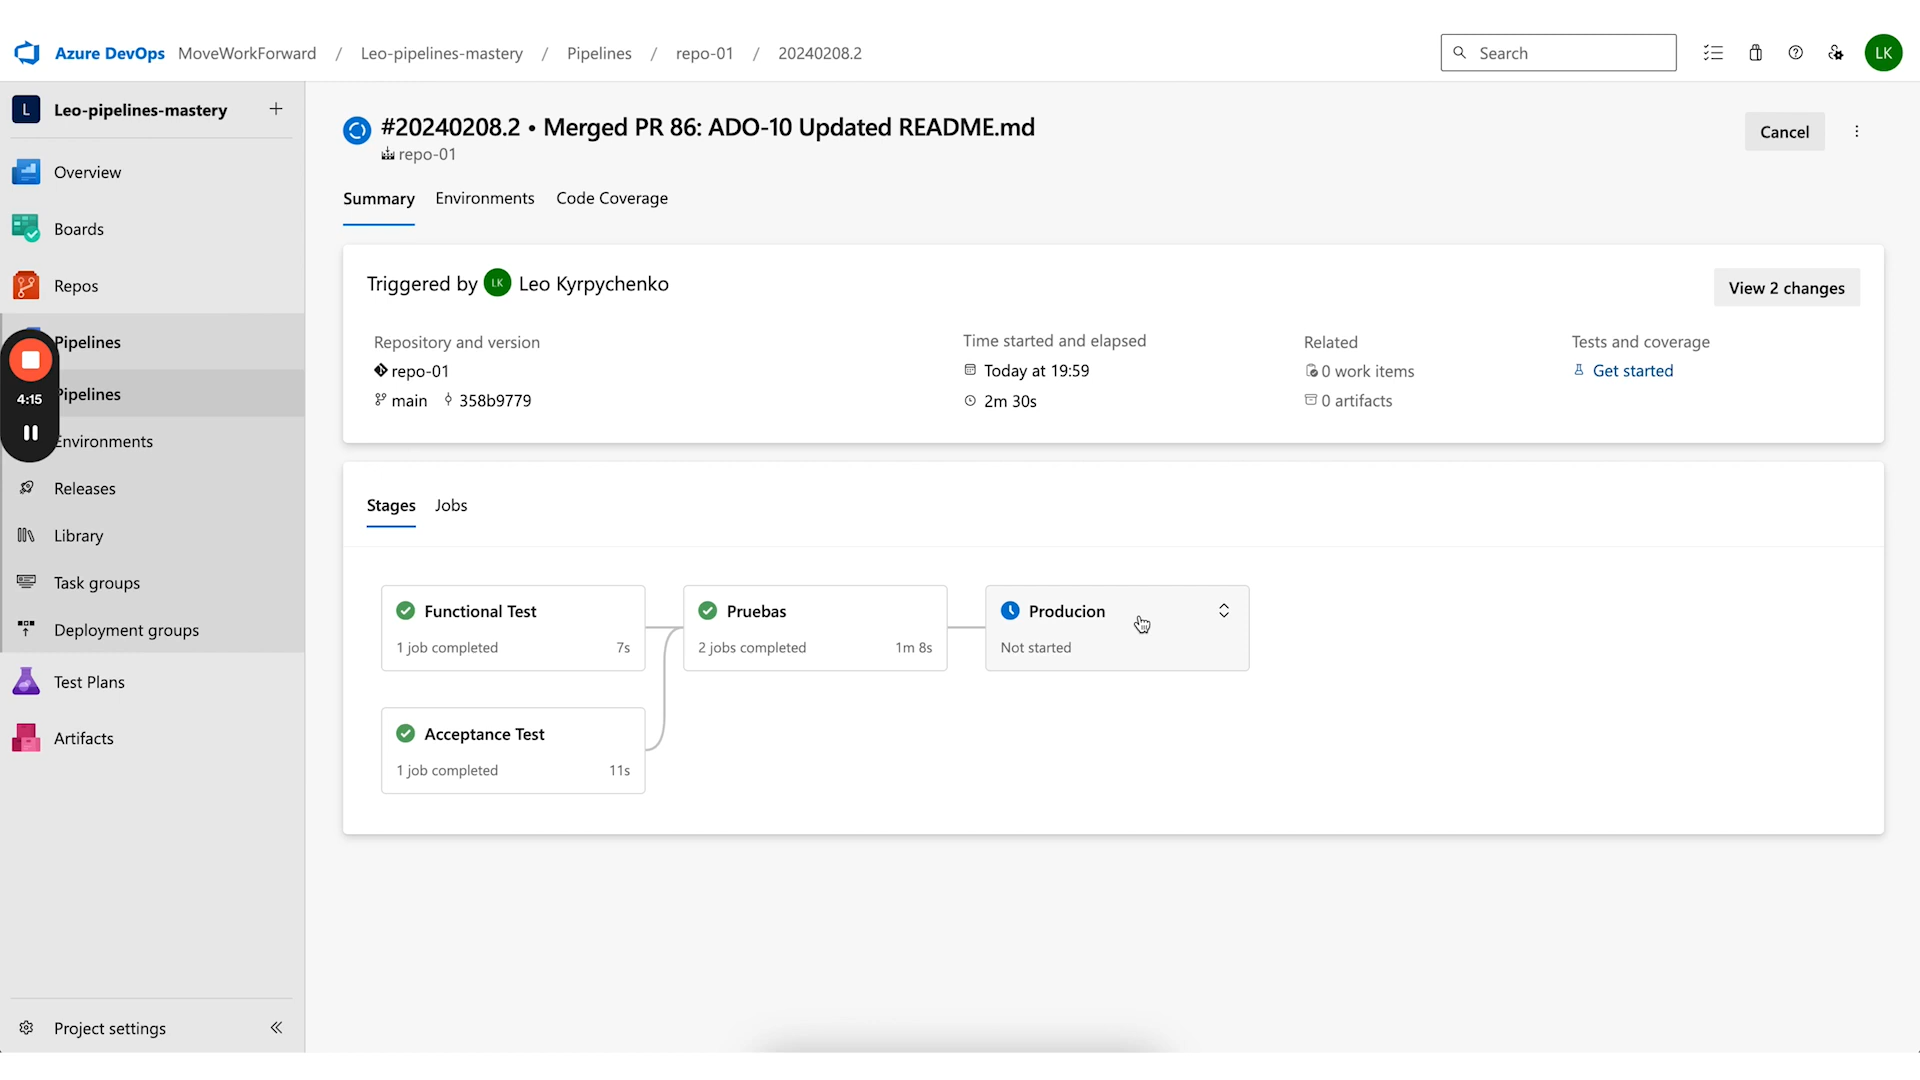 Azure DevOps MoveWorkForward / Leo-pipelines-mastery / Pipelines / repo-01 / 20240208.2
Search
LK
L Leo-pipelines-mastery
Overview
Boards
Repos
Pipelines
Pipelines
Environments
Releases
Library
Task groups
Deployment groups
Test Plans
Artifacts
Project settings
4:15
#20240208.2 • Merged PR 86: ADO-10 Updated README.md
repo-01
Cancel
Summary Environments Code Coverage
Triggered by LK Leo Kyrpychenko
View 2 changes
Repository and version
repo-01
main 358b9779
Time started and elapsed
Today at 19:59
2m 30s
Related
0 work items
0 artifacts
Tests and coverage
Get started
Stages Jobs
Functional Test
1 job completed 7s
Pruebas
2 jobs completed 1m 8s
Producion
Not started
Acceptance Test
1 job completed 11s